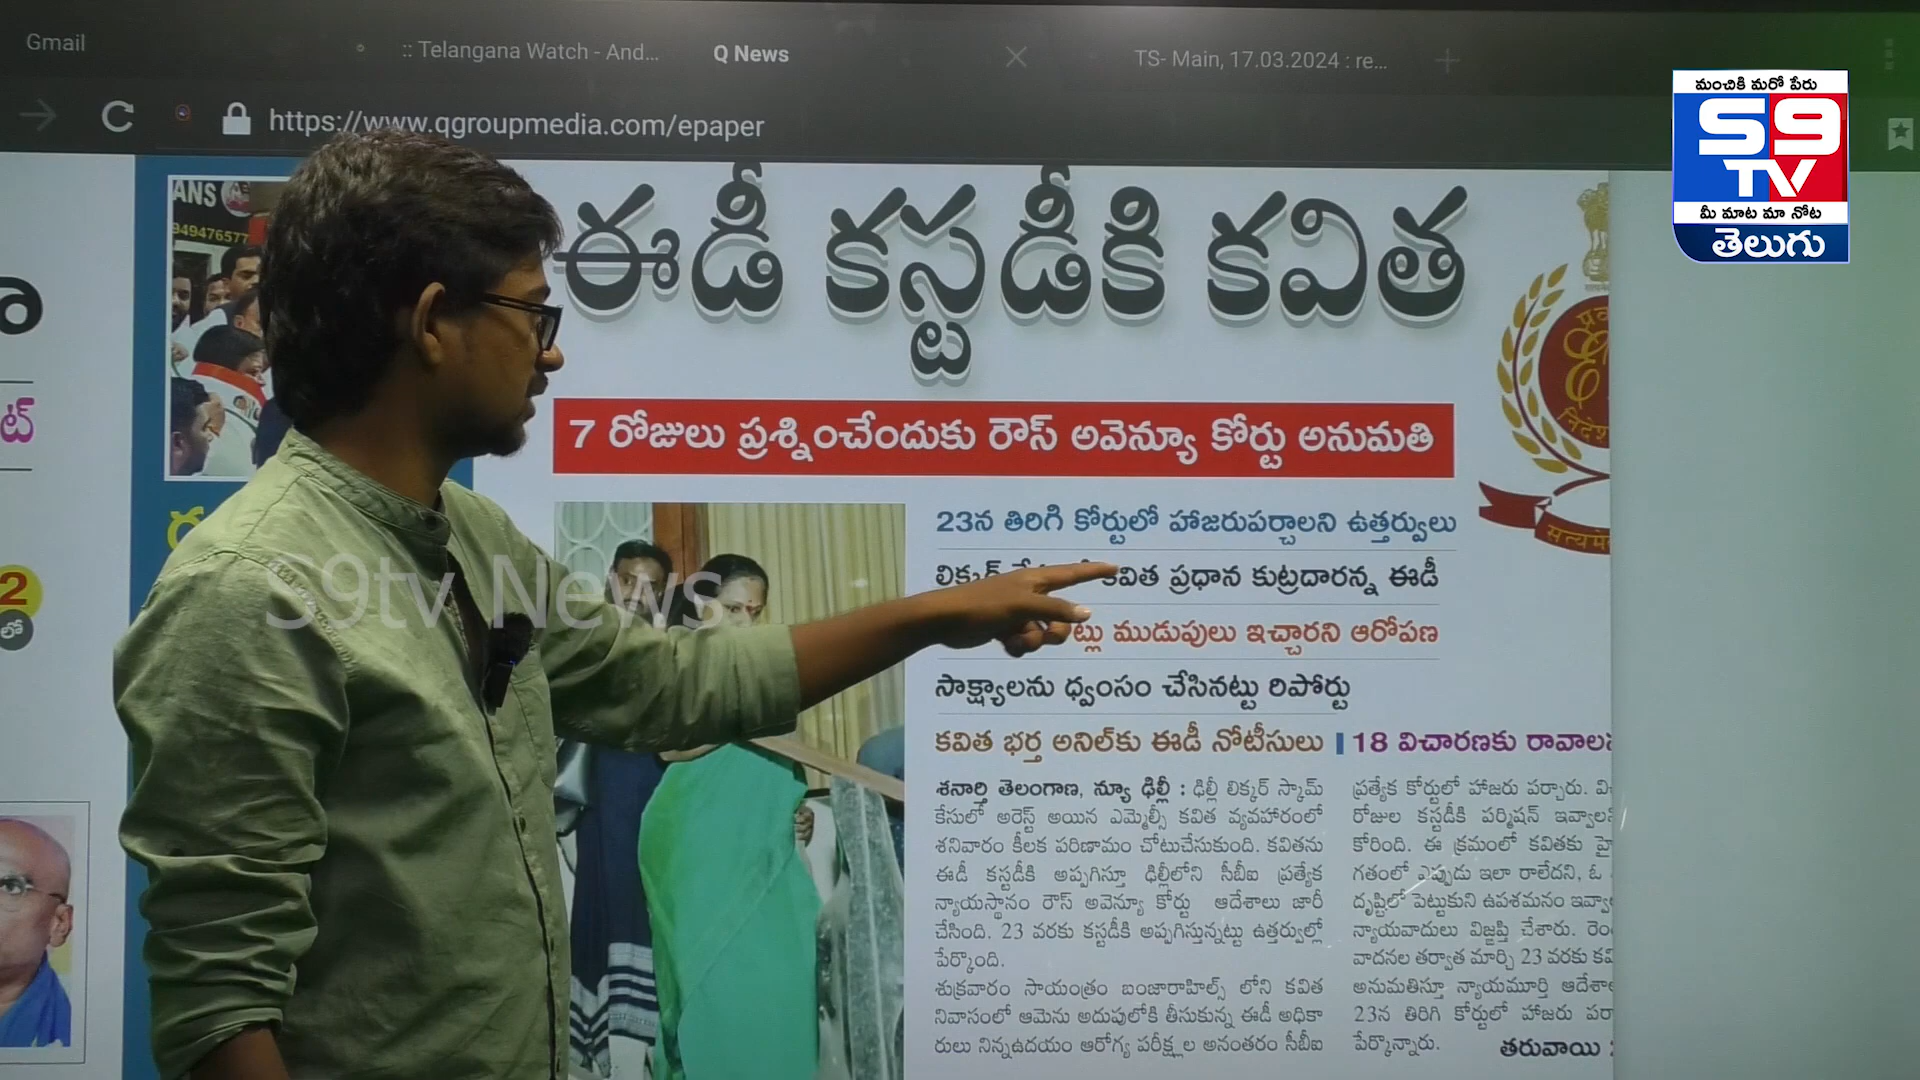 Gmail
:: Telangana Watch - And...
Q News
TS- Main, 17.03.2024 : re...
https://www.qgroupmedia.com/epaper
మంచికి మరో పేరు
S9
TV
మీ మాట మా నోట
తెలుగు
ANS
949476577
ఈడీ కస్టడీకి కవిత
7 రోజులు ప్రశ్నించేందుకు రౌస్ అవెన్యూ కోర్టు అనుమతి
23న తిరిగి కోర్టులో హాజరుపర్చాలని ఉత్తర్వులు
కవిత ప్రధాన కుట్రదారన్న ఈడీ
ముడుపులు ఇచ్చారని ఆరోపణ
సాక్ష్యాలను ధ్వంసం చేసినట్టు రిపోర్టు
కవిత భర్త అనిల్‌కు ఈడీ నోటీసులు
18 విచారణకు
శనార్తి తెలంగాణ, న్యూ ఢిల్లీ : ఢిల్లీ లిక్కర్ స్కామ్
కేసులో అరెస్ట్ అయిన ఎమ్మెల్సీ కవిత వ్యవహారంలో
శనివారం కీలక పరిణామం చోటుచేసుకుంది. కవితను
ఈడీ కస్టడీకి అప్పగిస్తూ ఢిల్లీలోని సీబీఐ ప్రత్యేక
న్యాయస్థానం రౌస్ అవెన్యూ కోర్టు ఆదేశాలు జారీ
చేసింది. 23 వరకు కస్టడీకి అప్పగిస్తున్నట్టు ఉత్తర్వుల్లో
పేర్కొంది.
శుక్రవారం సాయంత్రం బంజారాహిల్స్ లోని కవిత
నివాసంలో ఆమెను అదుపులోకి తీసుకున్న ఈడీ అధికా
రులు నిన్నఉదయం ఆరోగ్య పరీక్షల అనంతరం సీబీఐ
ప్రత్యేక కోర్టులో హాజరు పర్చారు.
రోజుల కస్టడీకి పర్మిషన్
కోరింది. ఈ క్రమంలో కవితకు
గతంలో ఎప్పుడు ఇలా రాలేదని, ఓ
దృష్టిలో పెట్టుకుని ఉపశమనం
న్యాయవాదులు విజ్ఞప్తి చేశారు.
వాదనల తర్వాత మార్చి 23 వరకు
అనుమతిస్తూ న్యాయమూర్తి
23న తిరిగి కోర్టులో హాజరు
పేర్కొన్నారు.
తరువాయి
2
లో
S9tv News